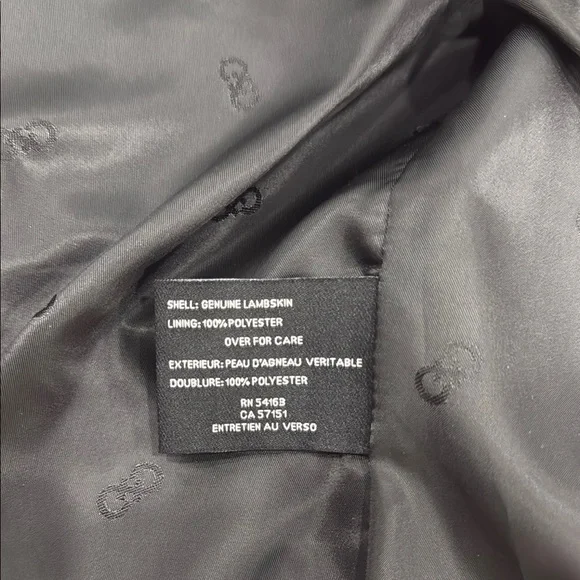 SHELL: GENUINE LAMBSKIN
LINING: 100% POLYESTER
OVER FOR CARE
EXTERIEUR: PEAU D'AGNEAU VERITABLE
DOUBLURE: 100% POLYESTER
RN 54163
CA 57151
ENTRETIEN AU VERSO